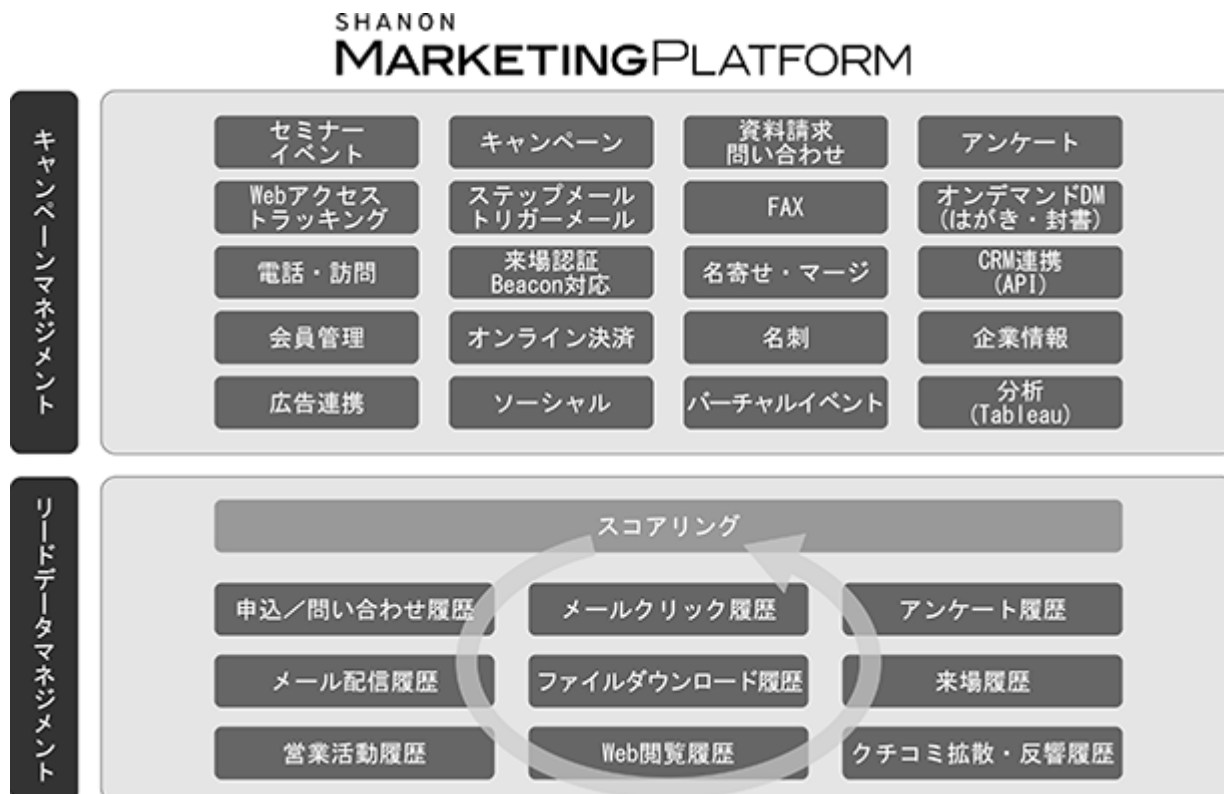 SHANON
MARKETINGPLATFORM
キャンペーンマネジメント
セミナー
イベント
キャンペーン
資料請求
問い合わせ
アンケート
Webアクセス
トラッキング
ステップメール
トリガーメール
FAX
オンデマンドDM
(はがき・封書)
電話・訪問
来場認証
Beacon対応
名寄せ・マージ
CRM連携
(API)
会員管理
オンライン決済
名刺
企業情報
広告連携
ソーシャル
バーチャルイベント
分析
(Tableau)
リードデータマネジメント
スコアリング
申込／問い合わせ履歴
メールクリック履歴
アンケート履歴
メール配信履歴
ファイルダウンロード履歴
来場履歴
営業活動履歴
Web閲覧履歴
クチコミ拡散・反響履歴